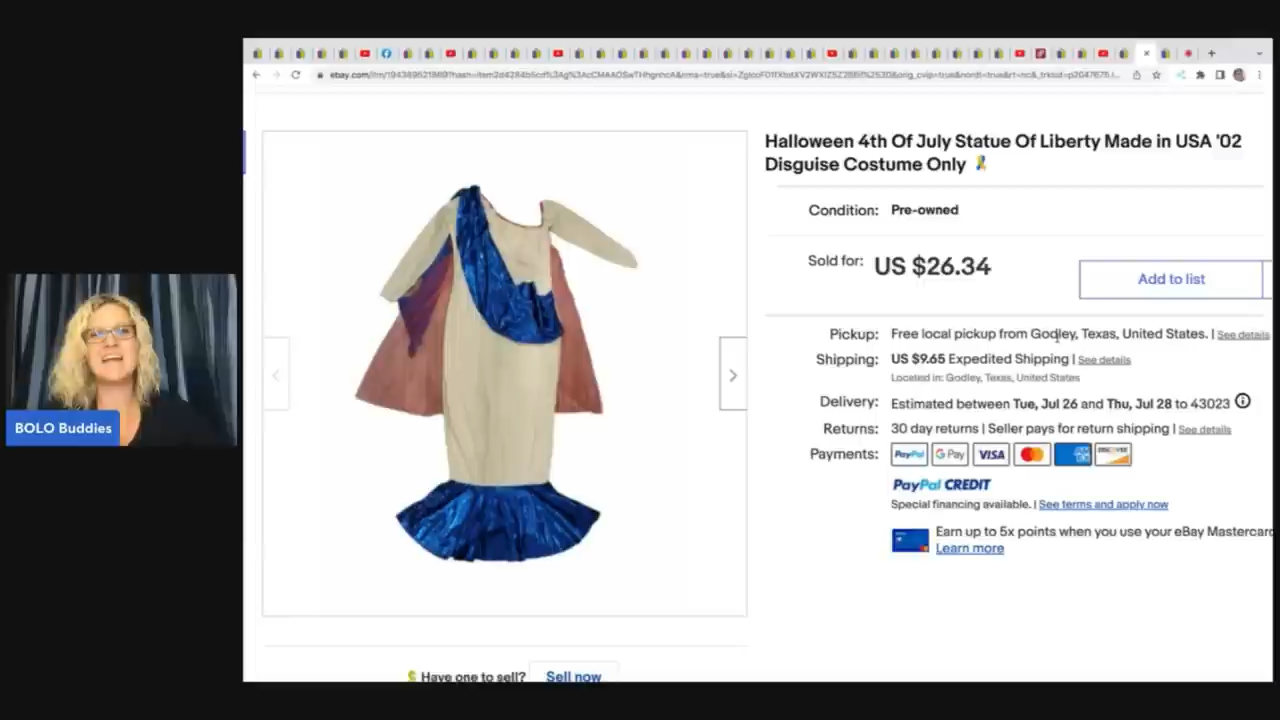 Halloween 4th Of July Statue Of Liberty Made in USA '02
Disguise Costume Only
Condition: Pre-owned
Sold for: US $26.34
Add to list
Pickup: Free local pickup from Godley, Texas, United States. | See details
Shipping: US $9.65 Expedited Shipping | See details
Located in: Godley, Texas, United States
Delivery: Estimated between Tue, Jul 26 and Thu, Jul 28 to 43023
Returns: 30 day returns | Seller pays for return shipping | See details
Payments: PayPal G Pay VISA DISCOVER
PayPal CREDIT
Special financing available. | See terms and apply now
Earn up to 5x points when you use your eBay Mastercard
Learn more
Have one to sell? Sell now
BOLO Buddies